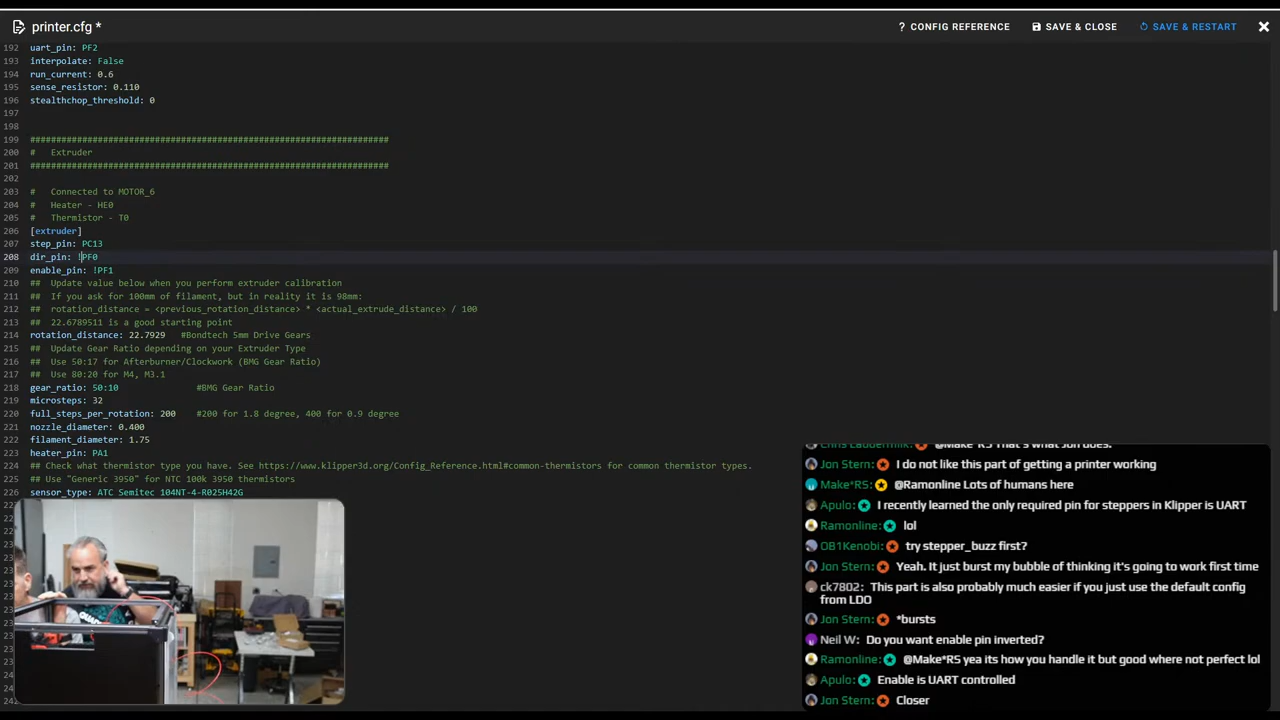 printer.cfg *
? CONFIG REFERENCE
SAVE & CLOSE
SAVE & RESTART
192 uart_pin: PF2
193 interpolate: False
194 run_current: 0.6
195 sense_resistor: 0.110
196 stealthchop_threshold: 0
197
198
199 #####################################################################
200 #   Extruder
201 #####################################################################
202
203 #   Connected to MOTOR_6
204 #   Heater - HE0
205 #   Thermistor - T0
206 [extruder]
207 step_pin: PC13
208 dir_pin: !PF0
209 enable_pin: !PF1
210 ##  Update value below when you perform extruder calibration
211 ##  If you ask for 100mm of filament, but in reality it is 98mm:
212 ##  rotation_distance = <previous_rotation_distance> * <actual_extrude_distance> / 100
213 ##  22.6789511 is a good starting point
214 rotation_distance: 22.7929   #Bondtech 5mm Drive Gears
215 ##  Update Gear Ratio depending on your Extruder Type
216 ##  Use 50:17 for Afterburner/Clockwork (BMG Gear Ratio)
217 ##  Use 80:20 for M4, M3.1
218 gear_ratio: 50:10               #BMG Gear Ratio
219 microsteps: 32
220 full_steps_per_rotation: 200    #200 for 1.8 degree, 400 for 0.9 degree
221 nozzle_diameter: 0.400
222 filament_diameter: 1.75
223 heater_pin: PA1
224 ## Check what thermistor type you have. See https://www.klipper3d.org/Config_Reference.html#common-thermistors for common thermistor types.
225 ## Use "Generic 3950" for NTC 100k 3950 thermistors
226 sensor_type: ATC Semitec 104NT-4-R025H42G
@Make*RS That's what Jon does.
Jon Stern: I do not like this part of getting a printer working
Make*RS: @Ramonline Lots of humans here
Apulo: I recently learned the only required pin for steppers in Klipper is UART
Ramonline: lol
OB1Kenobi: try stepper_buzz first?
Jon Stern: Yeah. It just burst my bubble of thinking it's going to work first time
ck7802: This part is also probably much easier if you just use the default config
from LDO
Jon Stern: *bursts
Neil W: Do you want enable pin inverted?
Ramonline: @Make*RS yea its how you handle it but good where not perfect lol
Apulo: Enable is UART controlled
Jon Stern: Closer